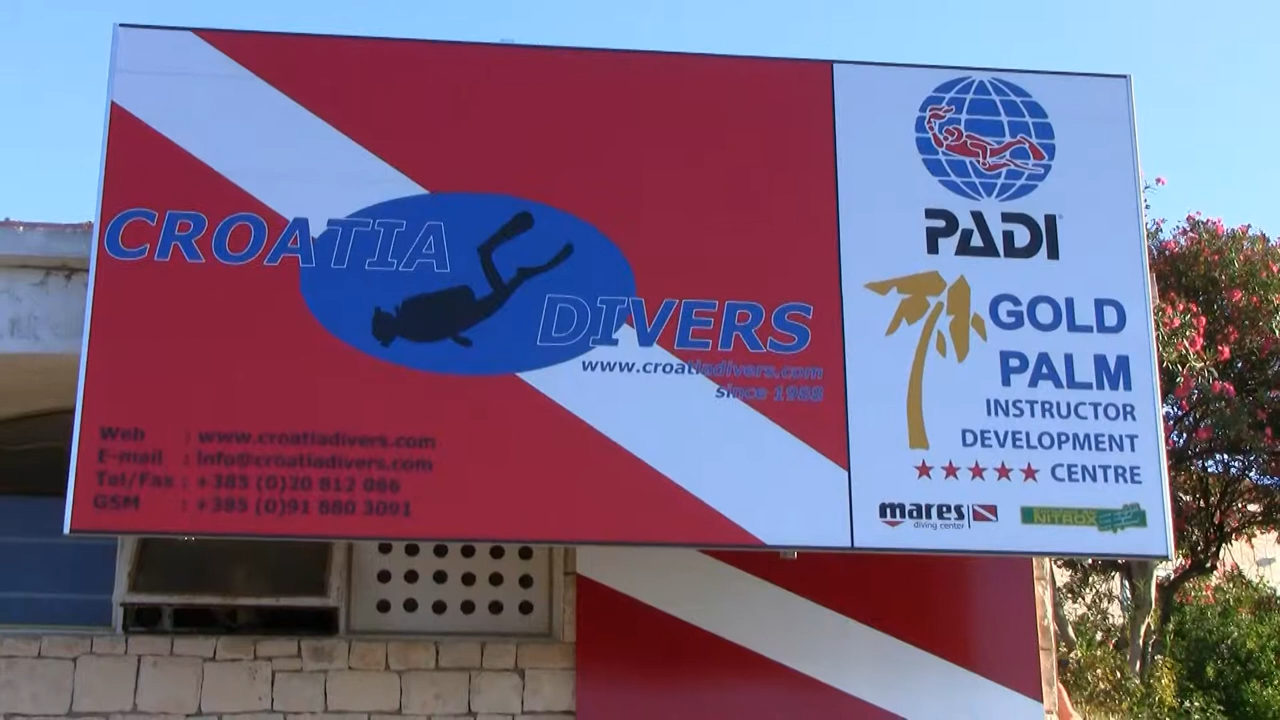 CROATIA
DIVERS
www.croatiadivers.com
since 1988
Web : www.croatiadivers.com
E-mail : info@croatiadivers.com
Tel/Fax : +385 (0)20 812 086
GSM : +385 (0)91 880 3091
PADI
GOLD
PALM
INSTRUCTOR
DEVELOPMENT
CENTRE
mares
diving center
NITROX